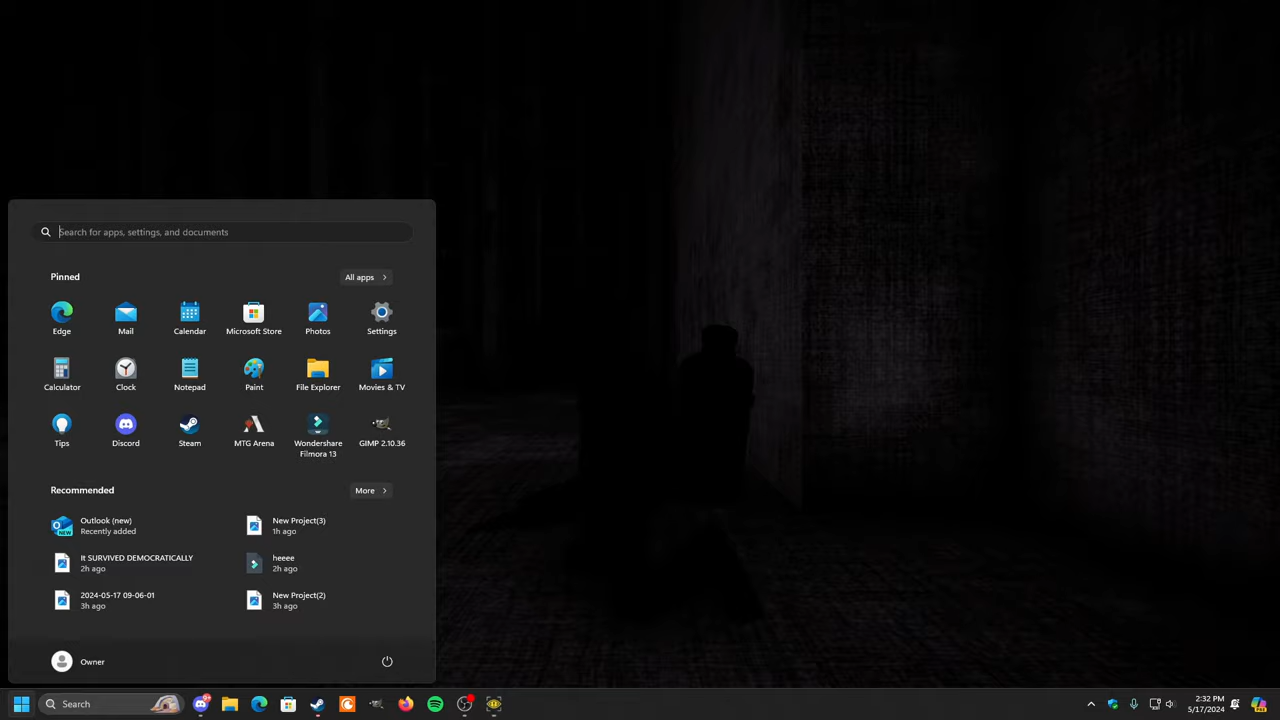 Search for apps, settings, and documents
Pinned
All apps
Edge
Mail
Calendar
Microsoft Store
Photos
Settings
Calculator
Clock
Notepad
Paint
File Explorer
Movies & TV
Tips
Discord
Steam
MTG Arena
Wondershare
Filmora 13
GIMP 2.10.36
Recommended
More
Outlook (new)
Recently added
New Project(3)
1h ago
It SURVIVED DEMOCRATICALLY
2h ago
heeee
2h ago
2024-05-17 09-06-01
3h ago
New Project(2)
3h ago
Owner
Search
2:32 PM
5/17/2024